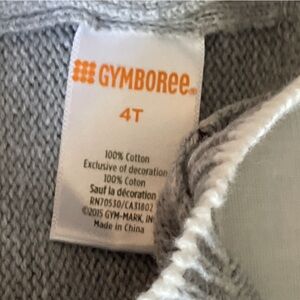 GYMBOREE®
4T
100% Cotton
Exclusive of decoration
100% Coton
Sauf la décoration
RN70530/CA31802
©2015 GYM-MARK, IN
Made in China